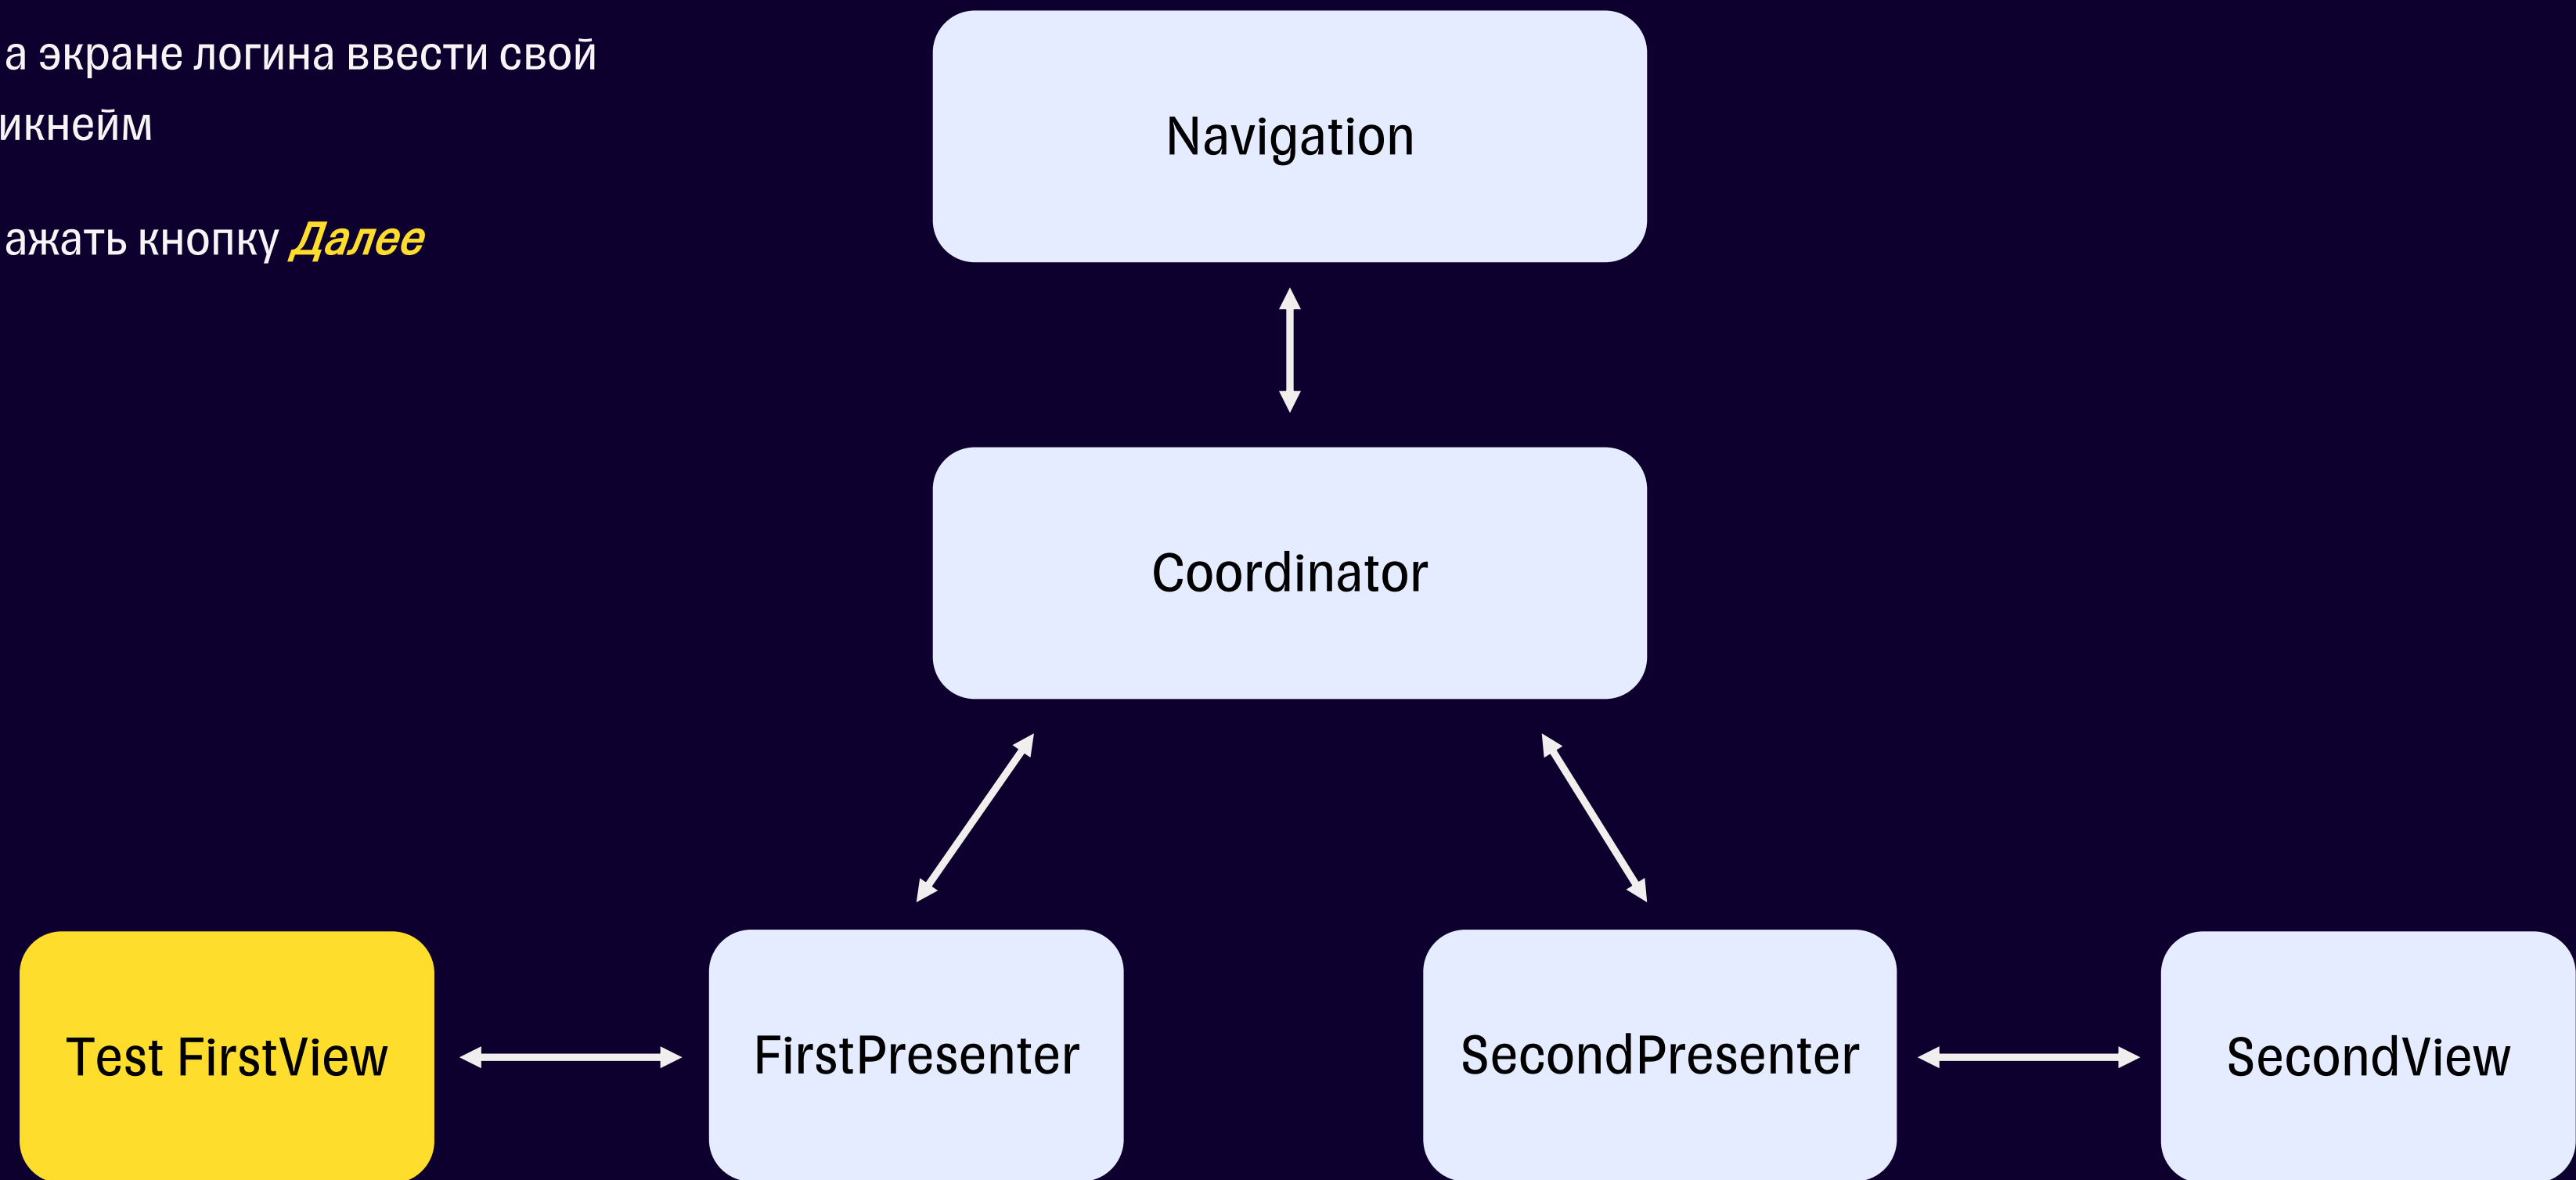 а экране логина ввести свой
икнейм
ажать кнопку Далее
Navigation
Coordinator
Test FirstView
FirstPresenter
SecondPresenter
SecondView